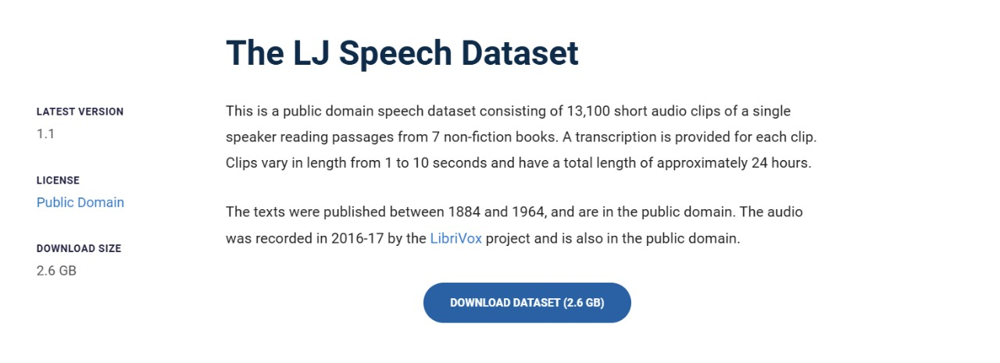 The LJ Speech Dataset
LATEST VERSION
1.1
LICENSE
Public Domain
DOWNLOAD SIZE
2.6 GB
This is a public domain speech dataset consisting of 13,100 short audio clips of a single
speaker reading passages from 7 non-fiction books. A transcription is provided for each clip.
Clips vary in length from 1 to 10 seconds and have a total length of approximately 24 hours.
The texts were published between 1884 and 1964, and are in the public domain. The audio
was recorded in 2016-17 by the LibriVox project and is also in the public domain.
DOWNLOAD DATASET (2.6 GB)